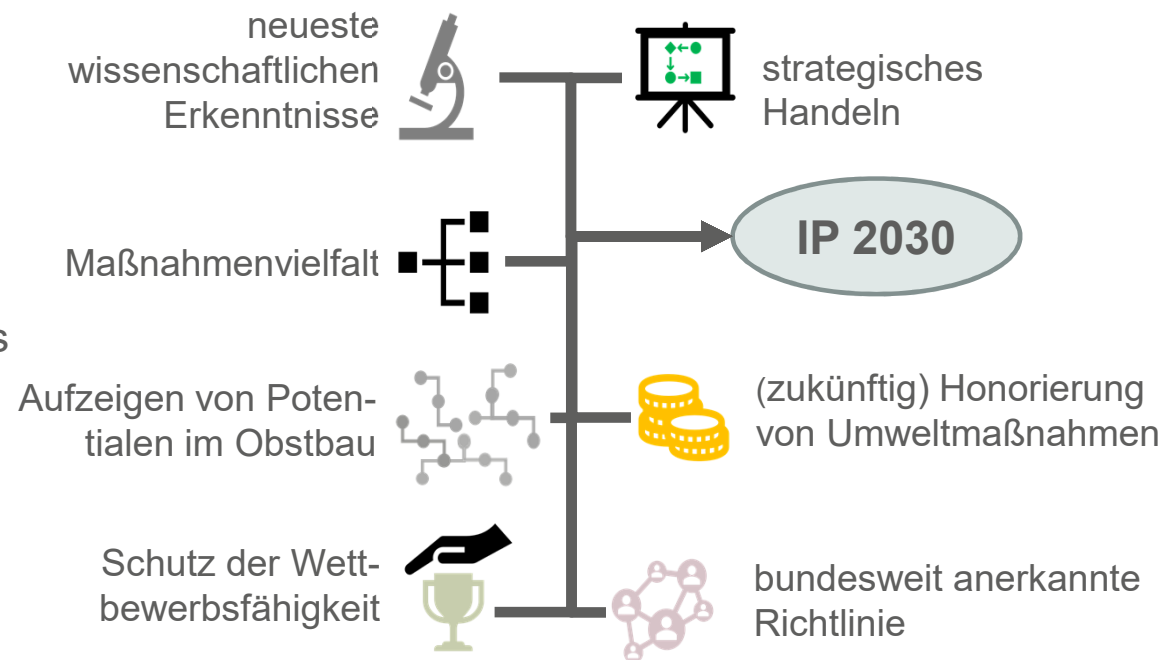 neueste
wissenschaftlichen
Erkenntnisse
strategisches
Handeln
IP 2030
Maßnahmenvielfalt
s
Aufzeigen von Poten-
tialen im Obstbau
(zukünftig) Honorierung
von Umweltmaßnahmen
Schutz der Wett-
bewerbsfähigkeit
bundesweit anerkannte
Richtlinie